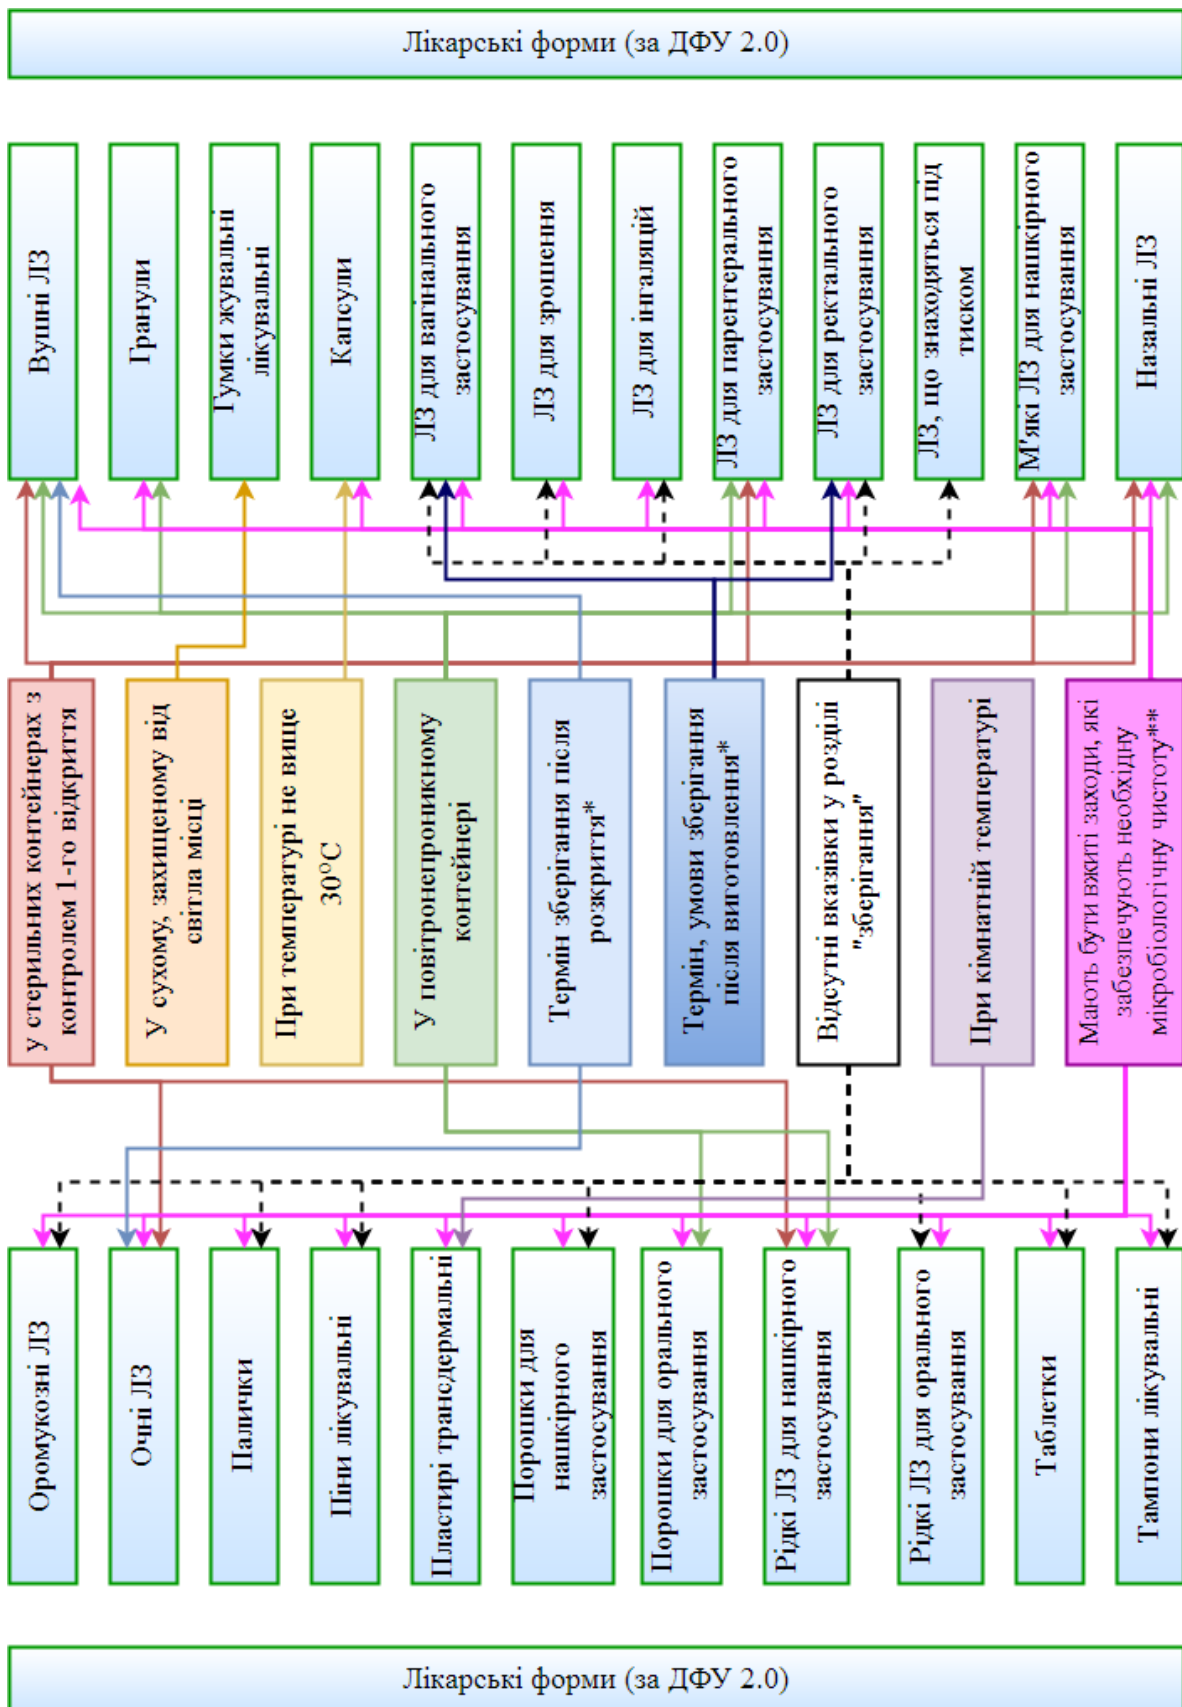 Лікарські форми (за ДФУ 2.0)
Вушні ЛЗ
Гранули
Гумки жувальні
лікувальні
Капсули
ЛЗ для вагінального
застосування
ЛЗ для зрошення
ЛЗ для інгаляцій
ЛЗ для парентерального
застосування
ЛЗ для ректального
застосування
ЛЗ, що знаходяться під
тиском
М'які ЛЗ для нашкірного
застосування
Назальні ЛЗ
у стерильних контейнерах з
контролем 1-го відкриття
У сухому, захищеному від
світла місці
При температурі не вище
30°С
У повітронепроникному
контейнері
Термін зберігання після
розкриття*
Термін, умови зберігання
після виготовлення*
Відсутні вказівки у розділі
"зберігання"
При кімнатній температурі
Мають бути вжиті заходи, які
забезпечують необхідну
мікробіологічну чистоту**
Оромукозні ЛЗ
Очні ЛЗ
Палички
Піни лікувальні
Пластирі трансдермальні
Порошки для
нашкірного
застосування
Порошки для орального
застосування
Рідкі ЛЗ для нашкірного
застосування
Рідкі ЛЗ для орального
застосування
Таблетки
Тампони лікувальні
Лікарські форми (за ДФУ 2.0)